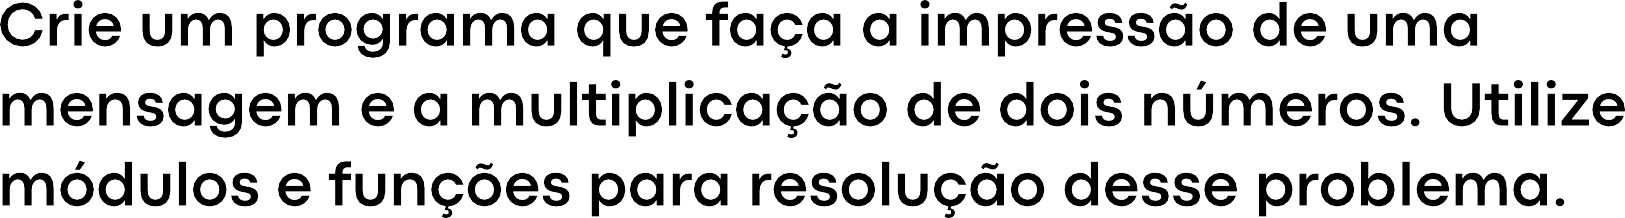 Crie um programa que faça a impressão de uma
mensagem e a multiplicação de dois números. Utilize
módulos e funções para resolução desse problema.